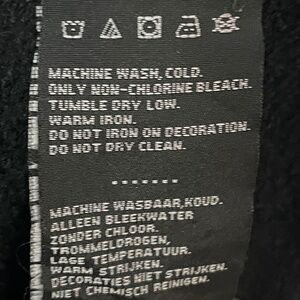 MACHINE WASH, COLD.
ONLY NON-CHLORINE BLEACH.
TUMBLE DRY LOW.
WARM IRON.
DO NOT IRON ON DECORATION.
DO NOT DRY CLEAN.
.......
MACHINE WASBAAR, KOUD.
ALLEEN BLEEKWATER
ZONDER CHLOOR.
TROMMELDROGEN,
LAGE TEMPERATUUR.
WARM STRIJKEN.
DECORATIES NIET STRIJKEN.
NIET CHEMISCH REINIGEN.